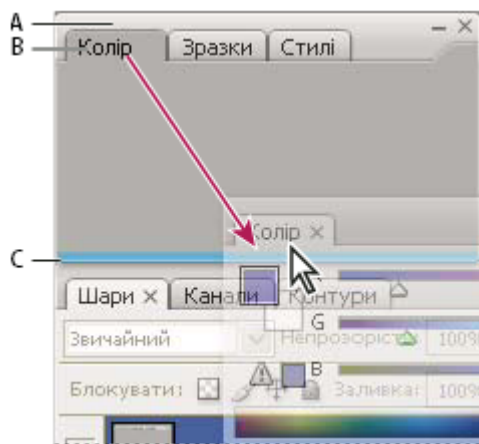 A
B Колір Зразки Стилі
Колір
C
Шари Канали Контури
G
Звичайний Непрозорість 100%
B
Блокувати: Заливка: 100%